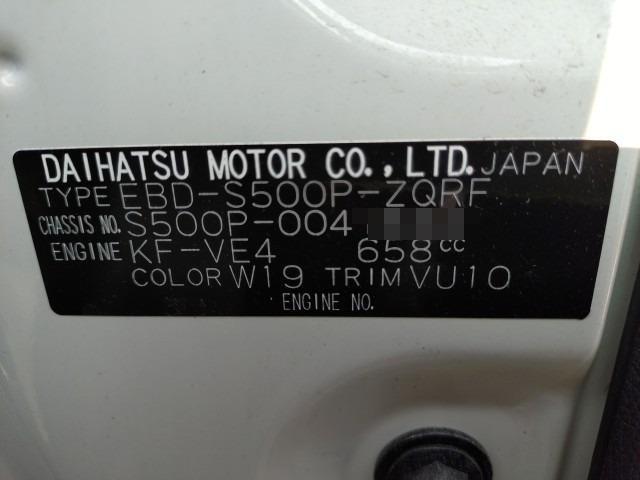 DAIHATSU MOTOR CO., LTD. JAPAN
TYPE EBD-S500P-ZQRF
CHASSIS NO. S500P-004
ENGINE KF-VE4 658cc
COLOR W19 TRIM VU10
ENGINE NO.